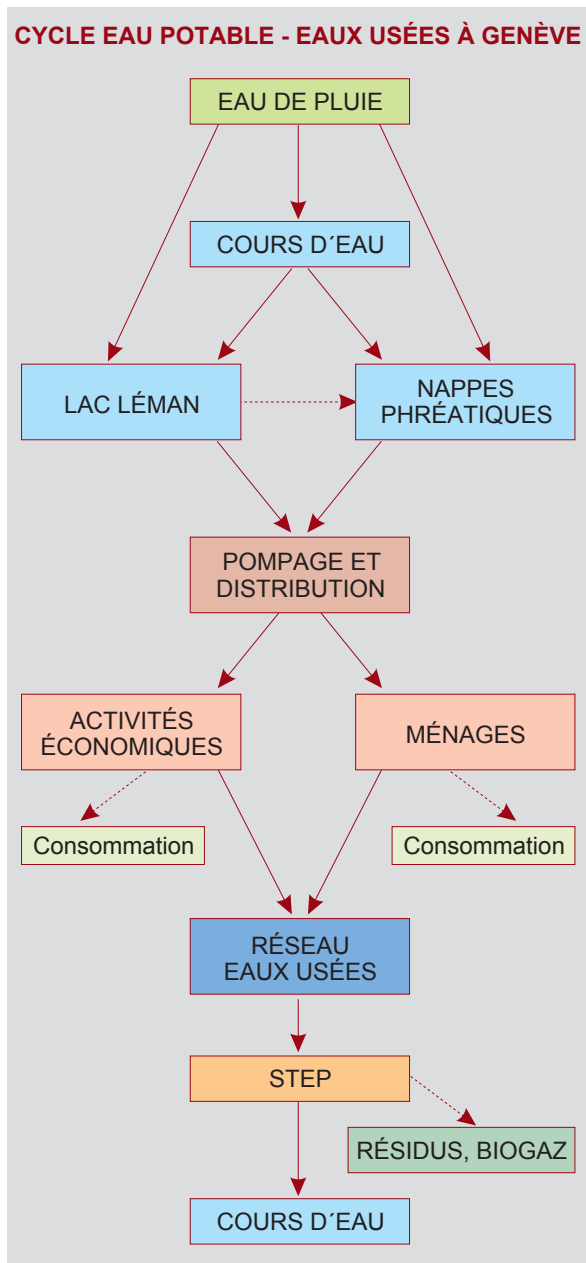 CYCLE EAU POTABLE - EAUX USÉES À GENÈVE
EAU DE PLUIE
COURS D´EAU
LAC LÉMAN
NAPPES
PHRÉATIQUES
POMPAGE ET
DISTRIBUTION
ACTIVITÉS
ÉCONOMIQUES
MÉNAGES
Consommation
Consommation
RÉSEAU
EAUX USÉES
STEP
RÉSIDUS, BIOGAZ
COURS D´EAU